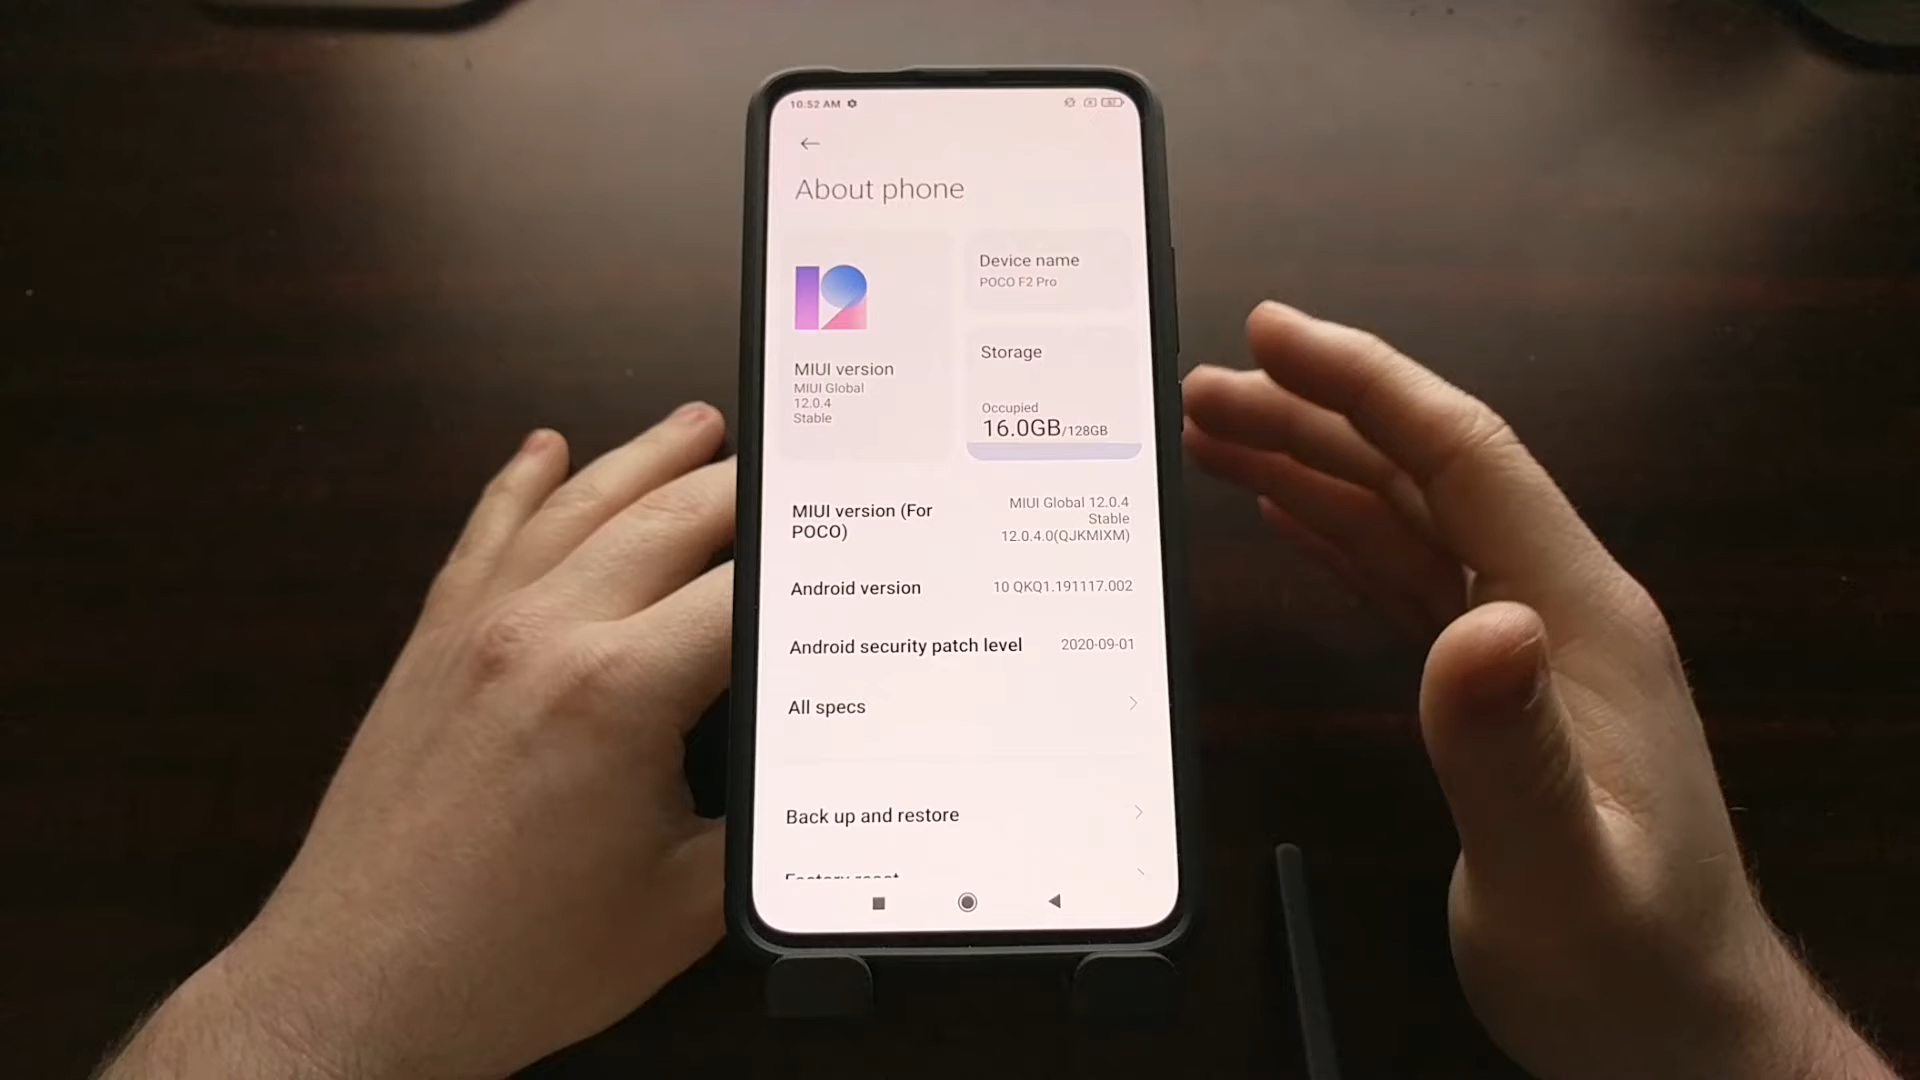 10:52 AM
About phone
Device name
POCO F2 Pro
MIUI version
MIUI Global
12.0.4
Stable
Storage
Occupied
16.0GB/128GB
MIUI version (For
POCO)
MIUI Global 12.0.4
Stable
12.0.4.0(QJKMIXM)
Android version
10 QKQ1.191117.002
Android security patch level
2020-09-01
All specs
Back up and restore
Factory reset